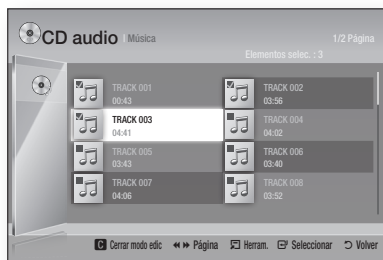 CD audio | Música
1/2 Página
Elementos selec. : 3
TRACK 001
00:43
TRACK 002
03:56
TRACK 003
04:41
TRACK 004
04:02
TRACK 005
03:43
TRACK 006
03:40
TRACK 007
04:06
TRACK 008
03:52
C Cerrar modo edic Página Herram. Seleccionar Volver